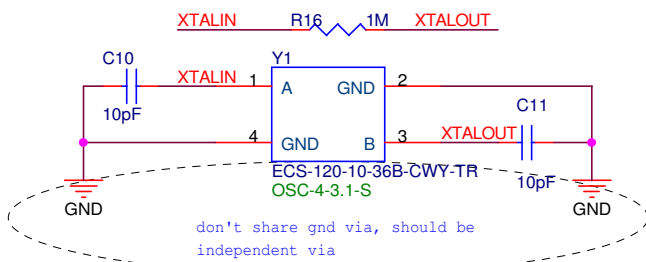 XTALIN R16 1M XTALOUT
Y1
C10 XTALIN 1 A GND 2
10pF C11
4 GND B 3 XTALOUT
ECS-120-10-36B-CWY-TR 10pF
OSC-4-3.1-S
GND GND
don't share gnd via, should be
independent via